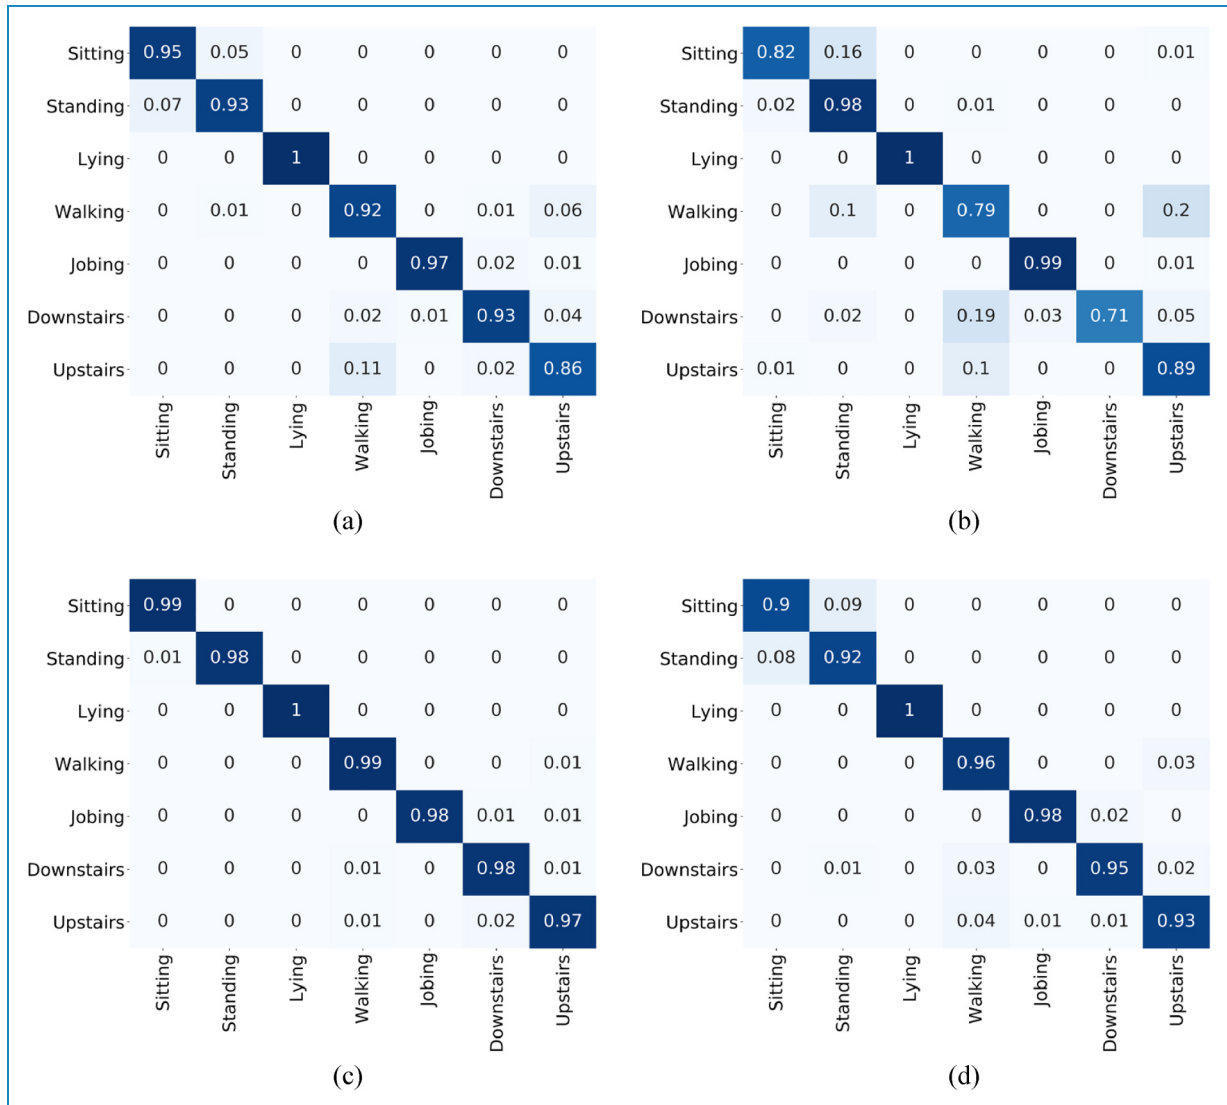 Sitting 0.95 0.05 0 0 0 0 0
Standing 0.07 0.93 0 0 0 0 0
Lying 0 0 1 0 0 0 0
Walking 0 0.01 0 0.92 0 0.01 0.06
Jobing 0 0 0 0 0.97 0.02 0.01
Downstairs 0 0 0 0.02 0.01 0.93 0.04
Upstairs 0 0 0 0.11 0 0.02 0.86
Sitting Standing Lying Walking Jobing Downstairs Upstairs
(a)
Sitting 0.82 0.16 0 0 0 0 0.01
Standing 0.02 0.98 0 0.01 0 0 0
Lying 0 0 1 0 0 0 0
Walking 0 0.1 0 0.79 0 0 0.2
Jobing 0 0 0 0 0.99 0 0.01
Downstairs 0 0.02 0 0.19 0.03 0.71 0.05
Upstairs 0.01 0 0 0.1 0 0 0.89
Sitting Standing Lying Walking Jobing Downstairs Upstairs
(b)
Sitting 0.99 0 0 0 0 0 0
Standing 0.01 0.98 0 0 0 0 0
Lying 0 0 1 0 0 0 0
Walking 0 0 0 0.99 0 0 0.01
Jobing 0 0 0 0 0.98 0.01 0.01
Downstairs 0 0 0 0.01 0 0.98 0.01
Upstairs 0 0 0 0.01 0 0.02 0.97
Sitting Standing Lying Walking Jobing Downstairs Upstairs
(c)
Sitting 0.9 0.09 0 0 0 0 0
Standing 0.08 0.92 0 0 0 0 0
Lying 0 0 1 0 0 0 0
Walking 0 0 0 0.96 0 0 0.03
Jobing 0 0 0 0 0.98 0.02 0
Downstairs 0 0.01 0 0.03 0 0.95 0.02
Upstairs 0 0 0 0.04 0.01 0.01 0.93
Sitting Standing Lying Walking Jobing Downstairs Upstairs
(d)